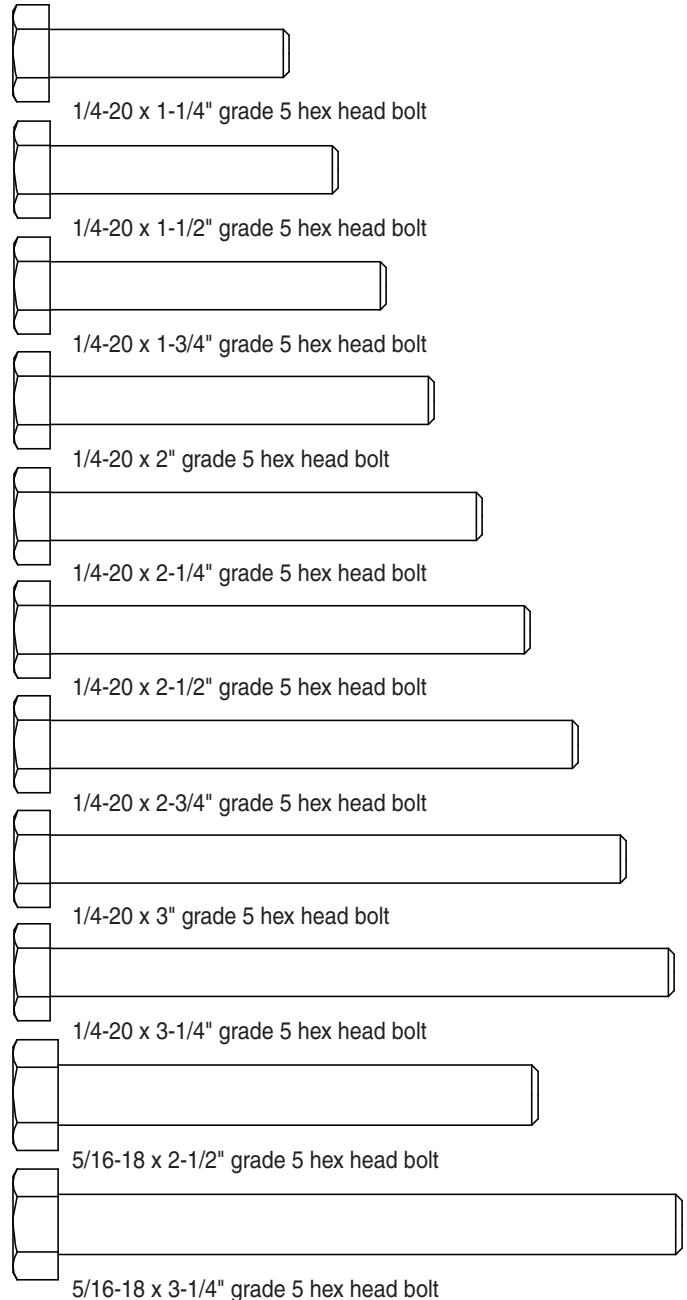 1/4-20 x 1-1/4" grade 5 hex head bolt
1/4-20 x 1-1/2" grade 5 hex head bolt
1/4-20 x 1-3/4" grade 5 hex head bolt
1/4-20 x 2" grade 5 hex head bolt
1/4-20 x 2-1/4" grade 5 hex head bolt
1/4-20 x 2-1/2" grade 5 hex head bolt
1/4-20 x 2-3/4" grade 5 hex head bolt
1/4-20 x 3" grade 5 hex head bolt
1/4-20 x 3-1/4" grade 5 hex head bolt
5/16-18 x 2-1/2" grade 5 hex head bolt
5/16-18 x 3-1/4" grade 5 hex head bolt